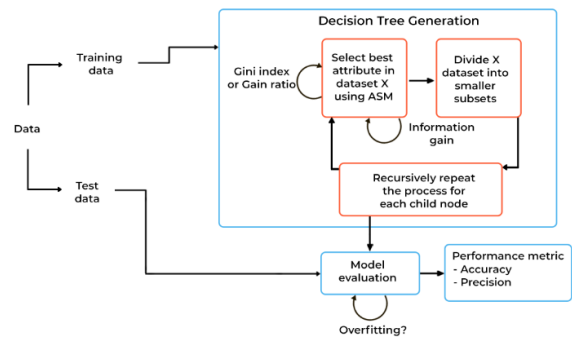 Decision Tree Generation
Training
data
Gini index
or Gain ratio
Select best
attribute in
dataset X
using ASM
Divide X
dataset into
smaller
subsets
Information
gain
Data
Recursively repeat
the process for
each child node
Test
data
Model
evaluation
Performance metric
- Accuracy
- Precision
Overfitting?